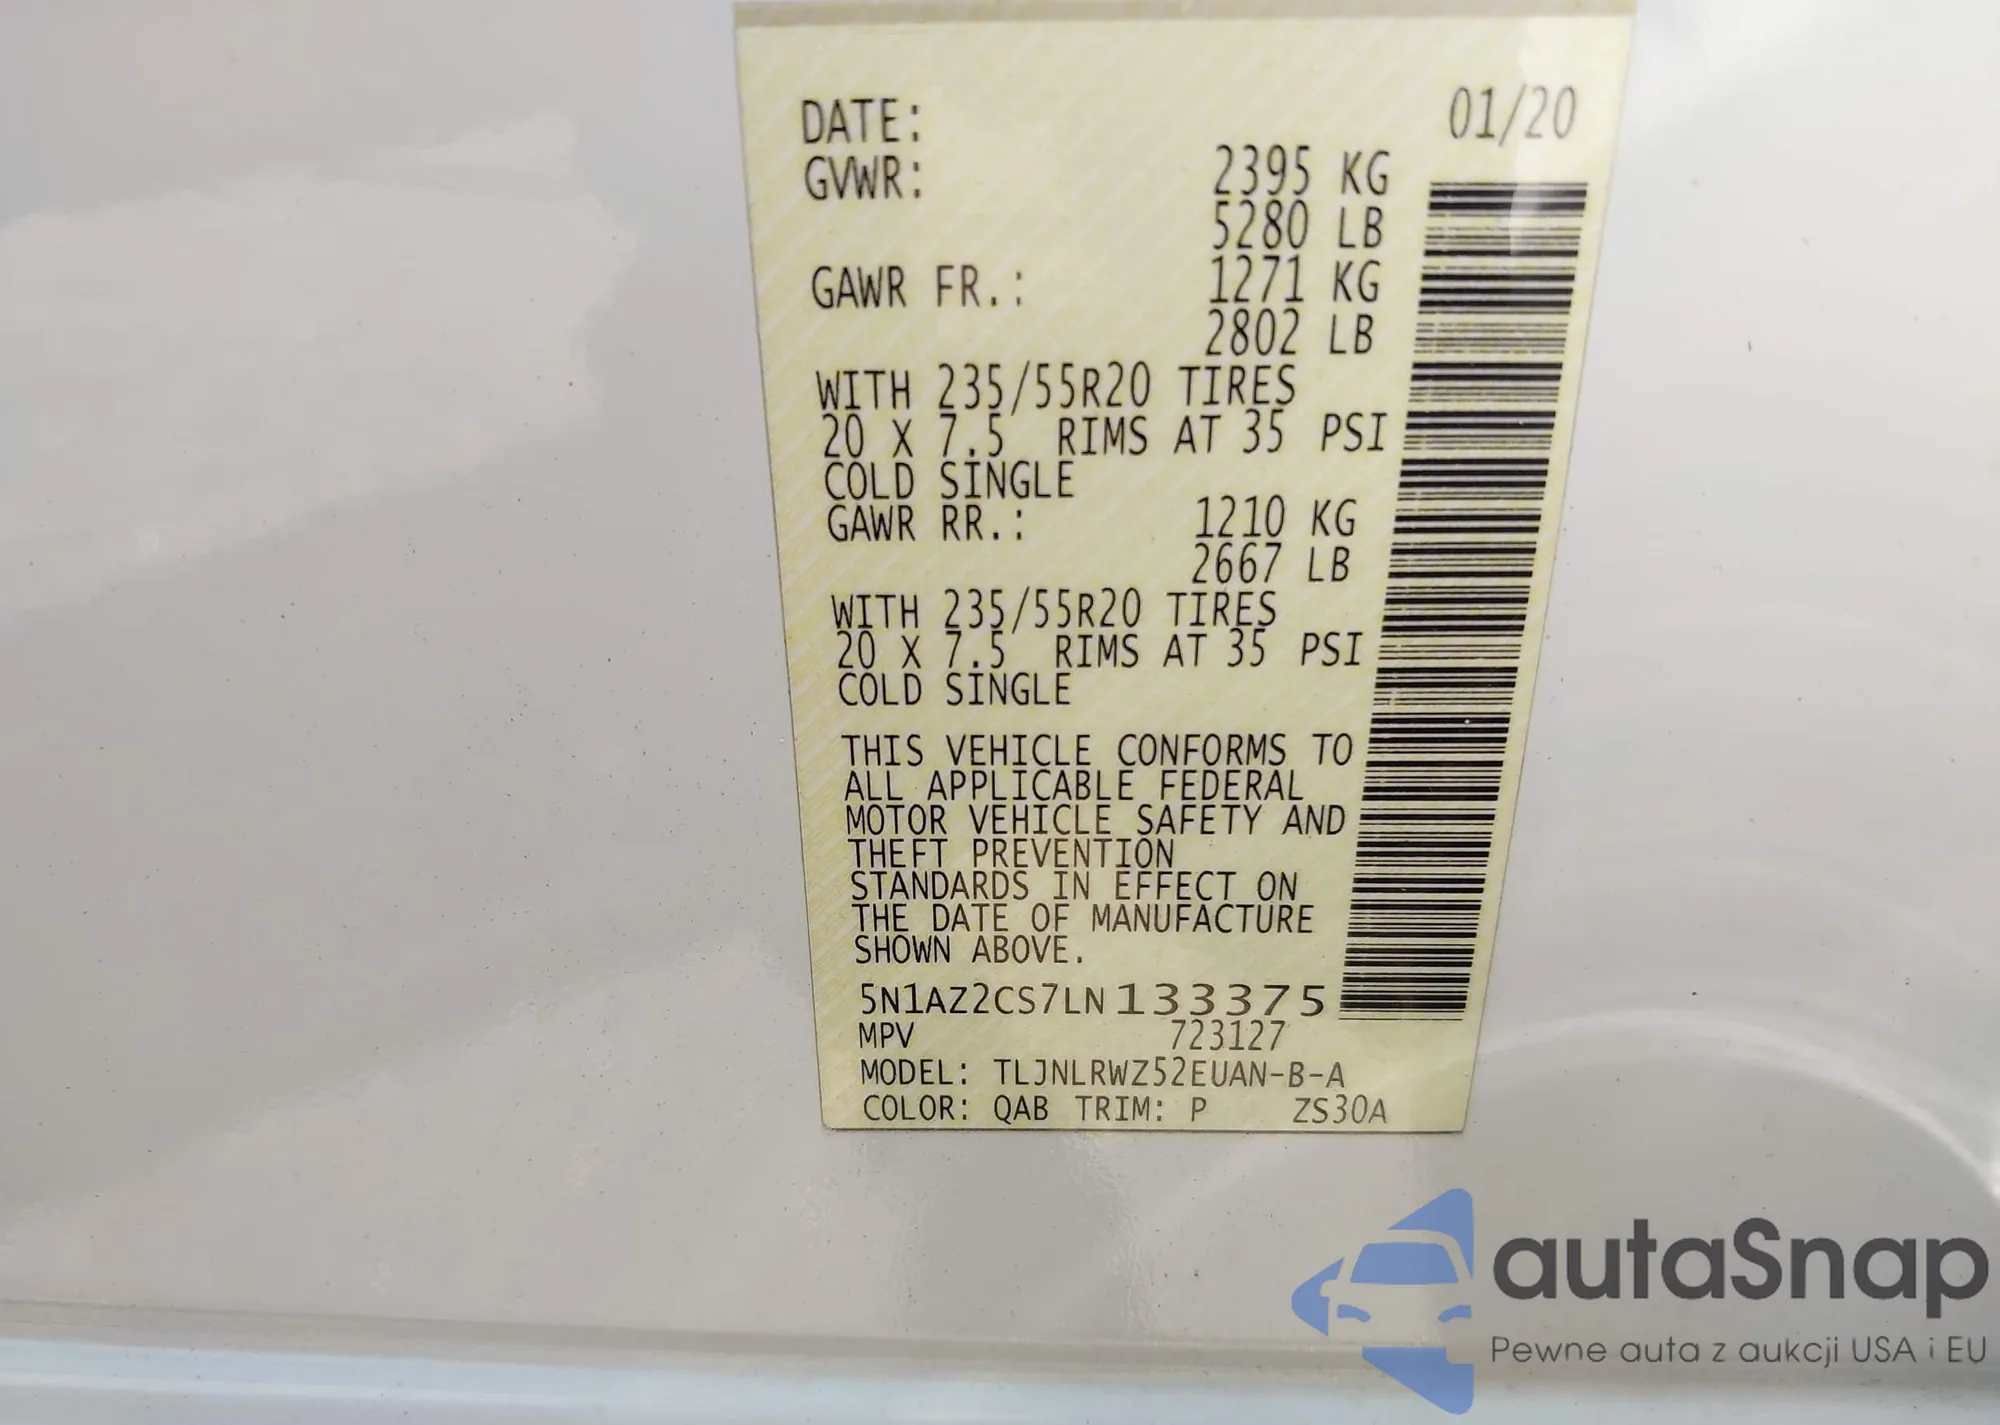 DATE: 01/20
GVWR: 2395 KG
5280 LB
GAWR FR.: 1271 KG
2802 LB
WITH 235/55R20 TIRES
20 X 7.5 RIMS AT 35 PSI
COLD SINGLE
GAWR RR.: 1210 KG
2667 LB
WITH 235/55R20 TIRES
20 X 7.5 RIMS AT 35 PSI
COLD SINGLE
THIS VEHICLE CONFORMS TO
ALL APPLICABLE FEDERAL
MOTOR VEHICLE SAFETY AND
THEFT PREVENTION
STANDARDS IN EFFECT ON
THE DATE OF MANUFACTURE
SHOWN ABOVE.
5N1AZ2CS7LN133375
MPV 723127
MODEL: TLJNLRWZ52EUAN-B-A
COLOR: QAB TRIM: P ZS30A
autaSnap
Pewne auta z aukcji USA i EU